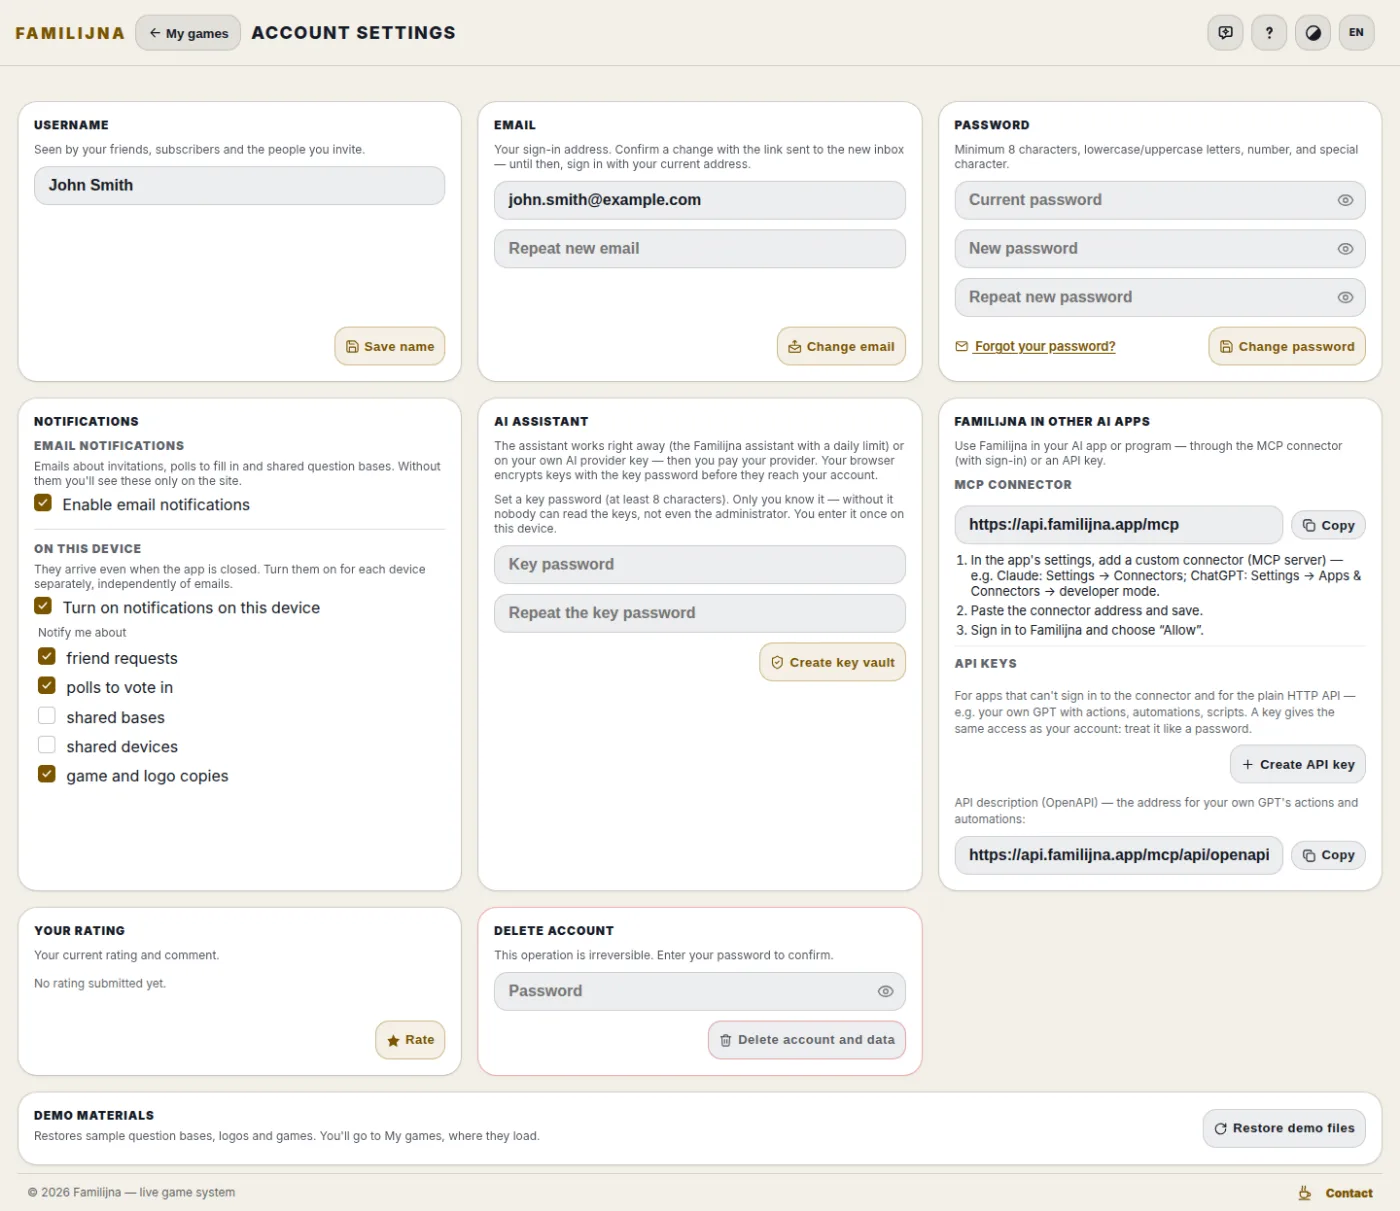 FAMILIJNA
My games
ACCOUNT SETTINGS
?
EN
USERNAME
Seen by your friends, subscribers and the people you invite.
John Smith
Save name
EMAIL
Your sign-in address. Confirm a change with the link sent to the new inbox
— until then, sign in with your current address.
john.smith@example.com
Repeat new email
Change email
PASSWORD
Minimum 8 characters, lowercase/uppercase letters, number, and special
character.
Current password
New password
Repeat new password
Forgot your password?
Change password
NOTIFICATIONS
EMAIL NOTIFICATIONS
Emails about invitations, polls to fill in and shared question bases. Without
them you'll see these only on the site.
Enable email notifications
ON THIS DEVICE
They arrive even when the app is closed. Turn them on for each device
separately, independently of emails.
Turn on notifications on this device
Notify me about
friend requests
polls to vote in
shared bases
shared devices
game and logo copies
AI ASSISTANT
The assistant works right away (the Familijna assistant with a daily limit) or
on your own AI provider key — then you pay your provider. Your browser
encrypts keys with the key password before they reach your account.
Set a key password (at least 8 characters). Only you know it — without it
nobody can read the keys, not even the administrator. You enter it once on
this device.
Key password
Repeat the key password
Create key vault
FAMILIJNA IN OTHER AI APPS
Use Familijna in your AI app or program — through the MCP connector
(with sign-in) or an API key.
MCP CONNECTOR
https://api.familijna.app/mcp
Copy
1. In the app's settings, add a custom connector (MCP server) —
e.g. Claude: Settings → Connectors; ChatGPT: Settings → Apps &
Connectors → developer mode.
2. Paste the connector address and save.
3. Sign in to Familijna and choose “Allow”.
API KEYS
For apps that can't sign in to the connector and for the plain HTTP API —
e.g. your own GPT with actions, automations, scripts. A key gives the
same access as your account: treat it like a password.
Create API key
API description (OpenAPI) — the address for your own GPT's actions and
automations:
https://api.familijna.app/mcp/api/openapi
Copy
YOUR RATING
Your current rating and comment.
No rating submitted yet.
Rate
DELETE ACCOUNT
This operation is irreversible. Enter your password to confirm.
Password
Delete account and data
DEMO MATERIALS
Restores sample question bases, logos and games. You'll go to My games, where they load.
Restore demo files
© 2026 Familijna — live game system
Contact